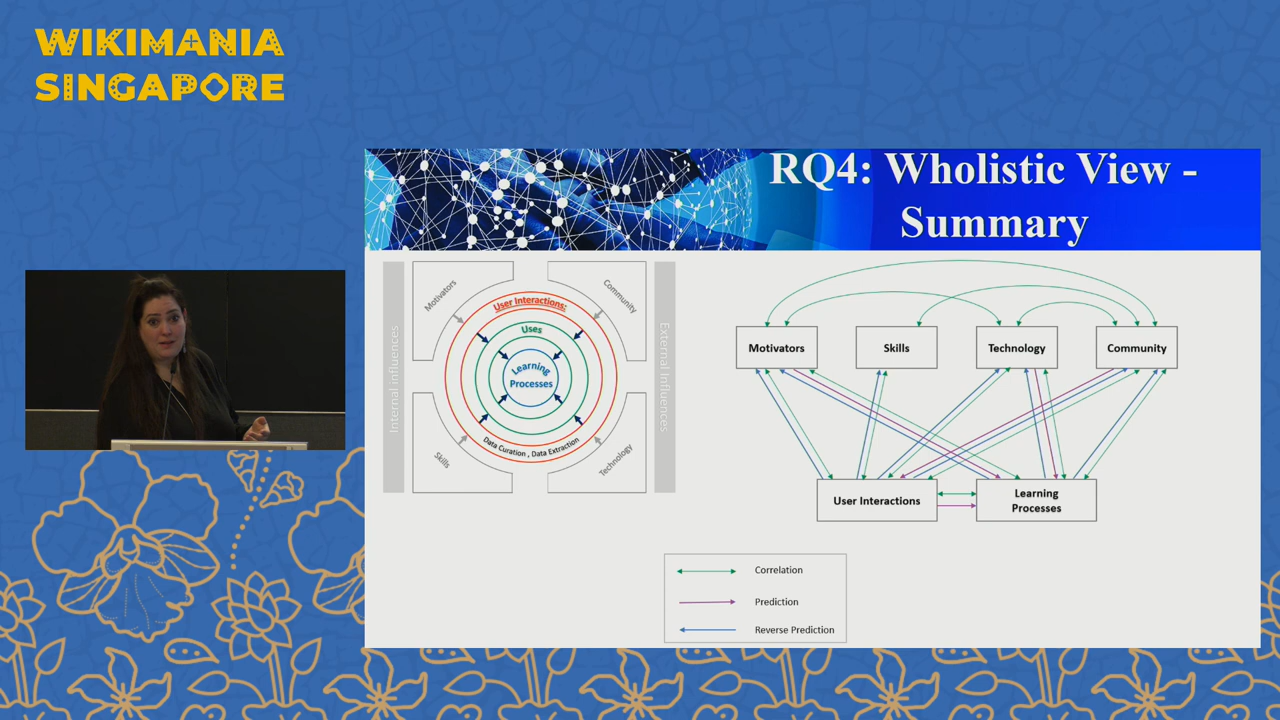 WIKIMANIA
SINGAPORE
RQ4: Wholistic View -
Summary
Internal influences
Motivators
Community
External Influences
User Interactions:
Uses
Learning
Processes
Data Curation , Data Extraction
Skills
Technology
Motivators
Skills
Technology
Community
User Interactions
Learning
Processes
Correlation
Prediction
Reverse Prediction